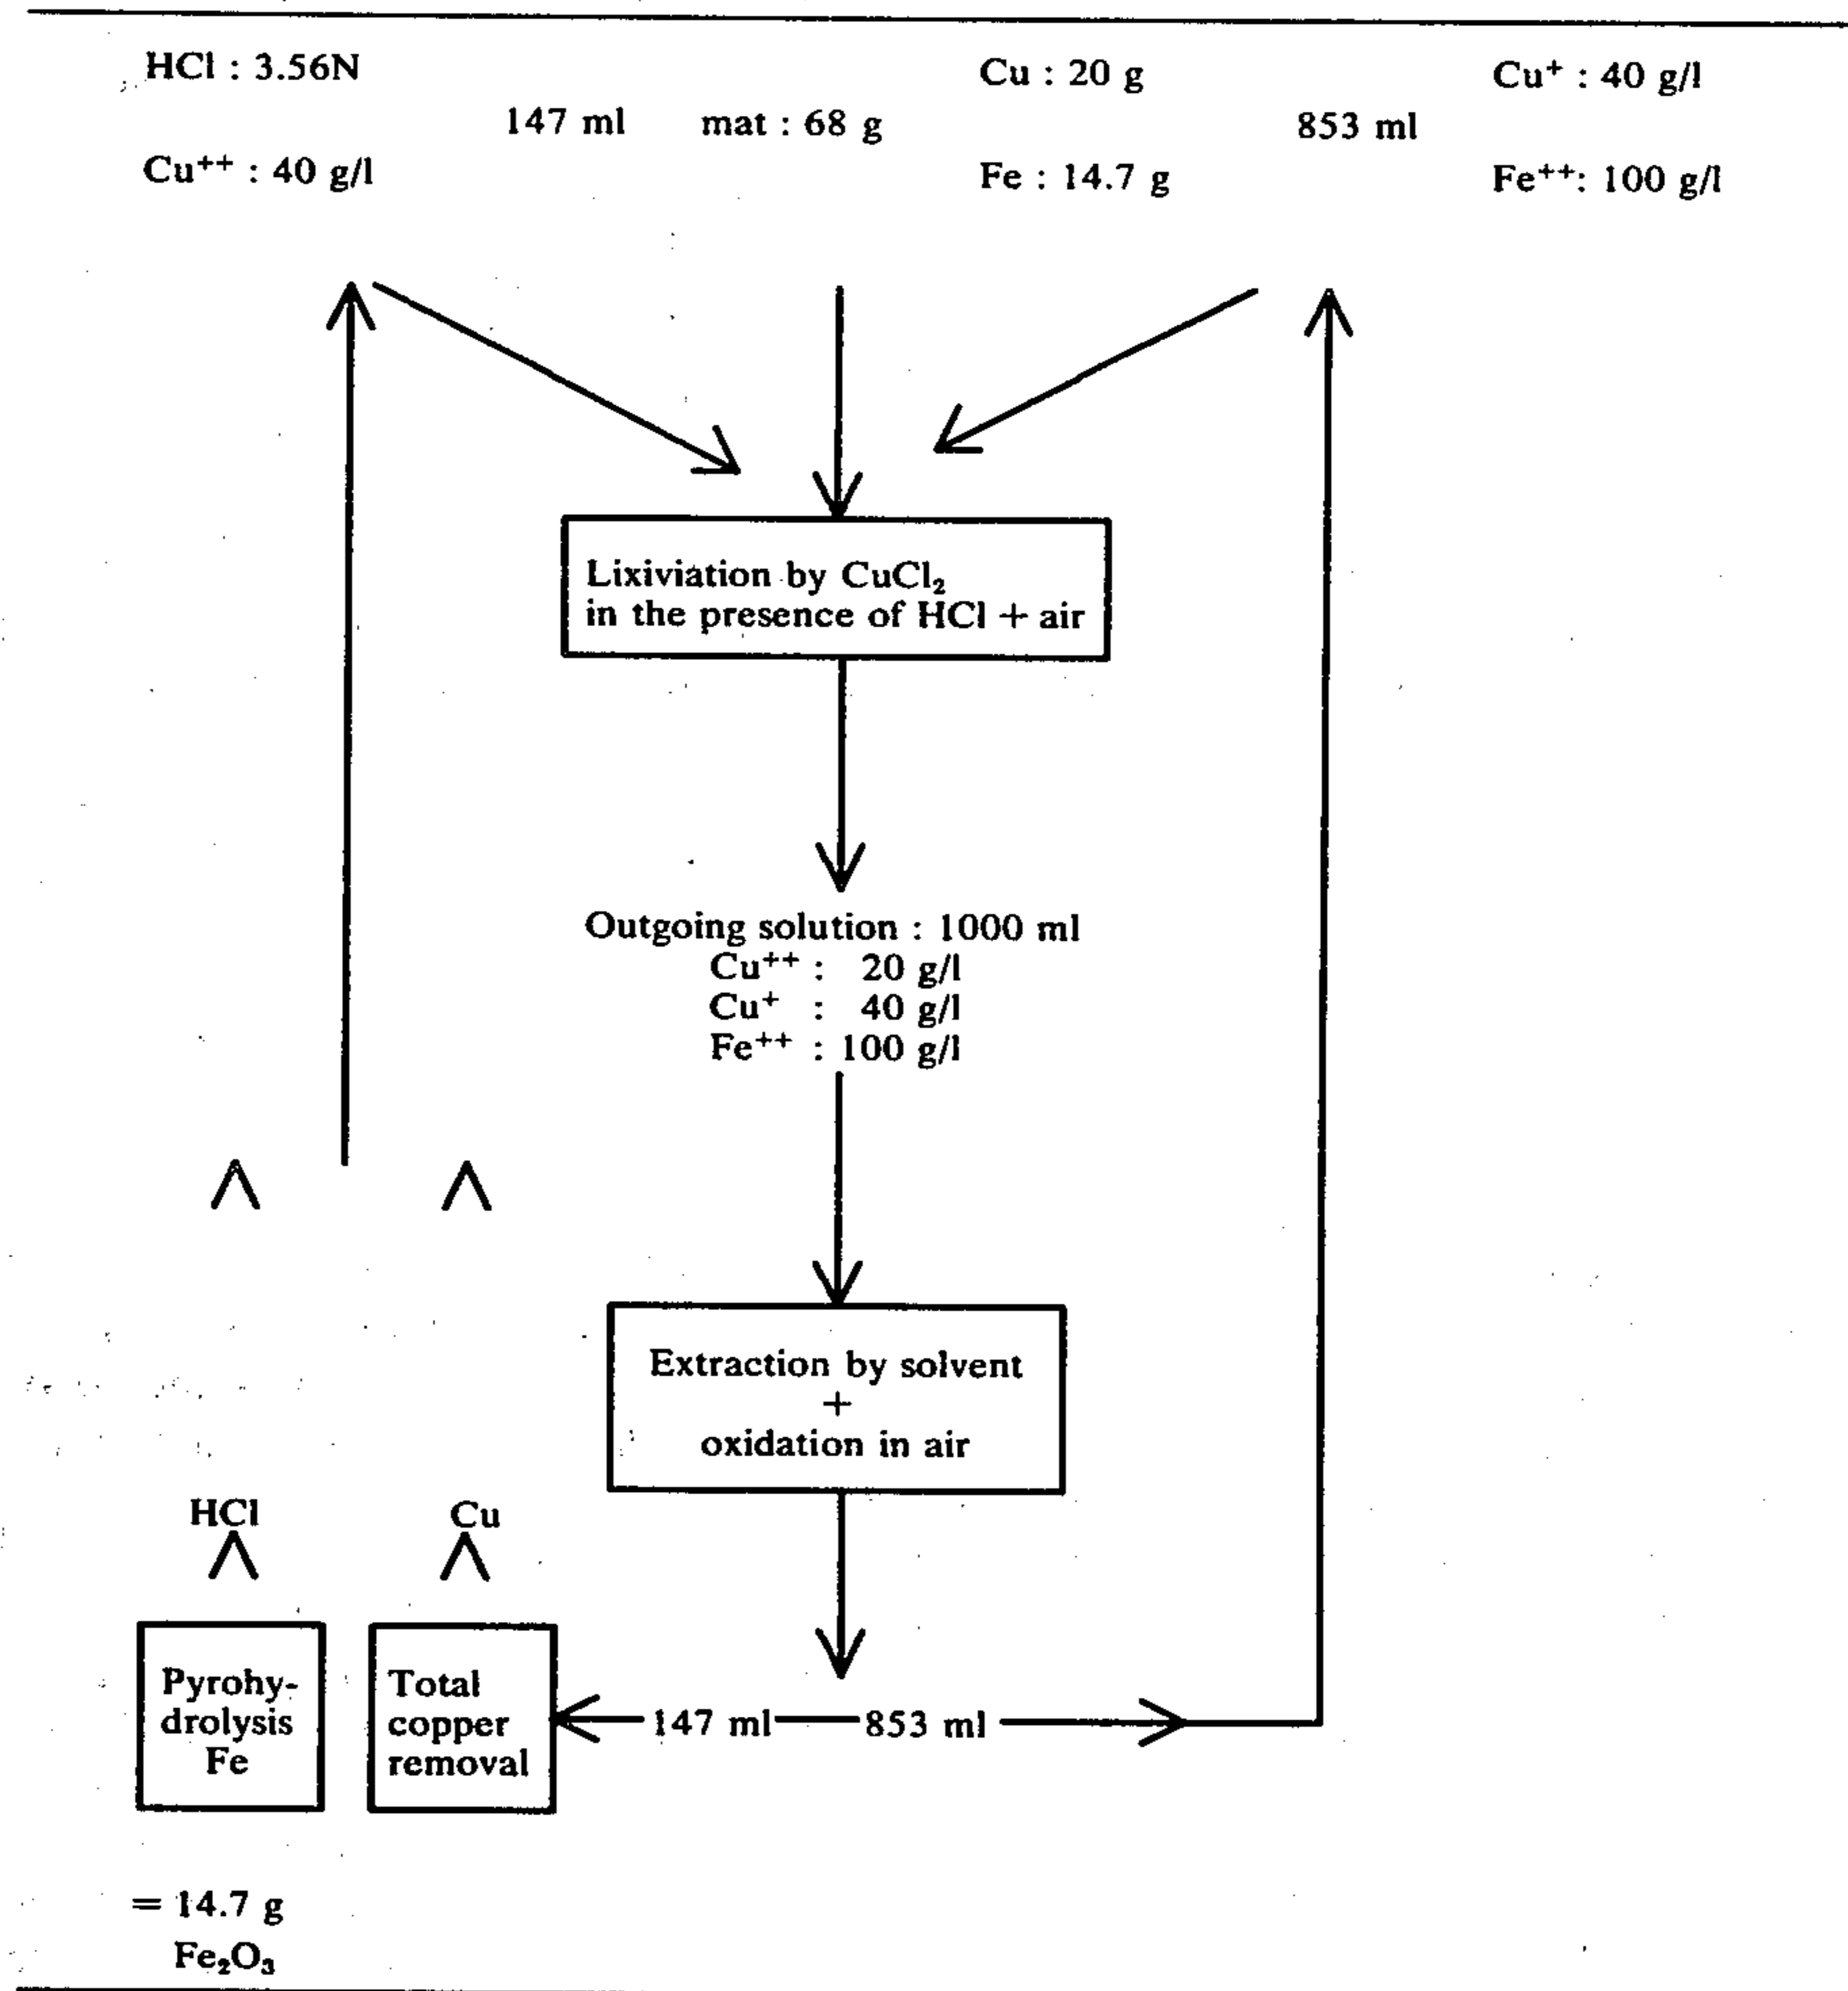 HCl : 3.56N
Cu : 20 g
Cu⁺ : 40 g/l
147 ml
mat : 68 g
853 ml
Cu⁺⁺ : 40 g/l
Fe : 14.7 g
Fe⁺⁺: 100 g/l
Lixiviation by CuCl₂
in the presence of HCl + air
Outgoing solution : 1000 ml
Cu⁺⁺ : 20 g/l
Cu⁺ : 40 g/l
Fe⁺⁺ : 100 g/l
Extraction by solvent
+
oxidation in air
HCl
Cu
Pyrohy-
drolysis
Fe
Total
copper
removal
147 ml
853 ml
= 14.7 g
Fe₂O₃